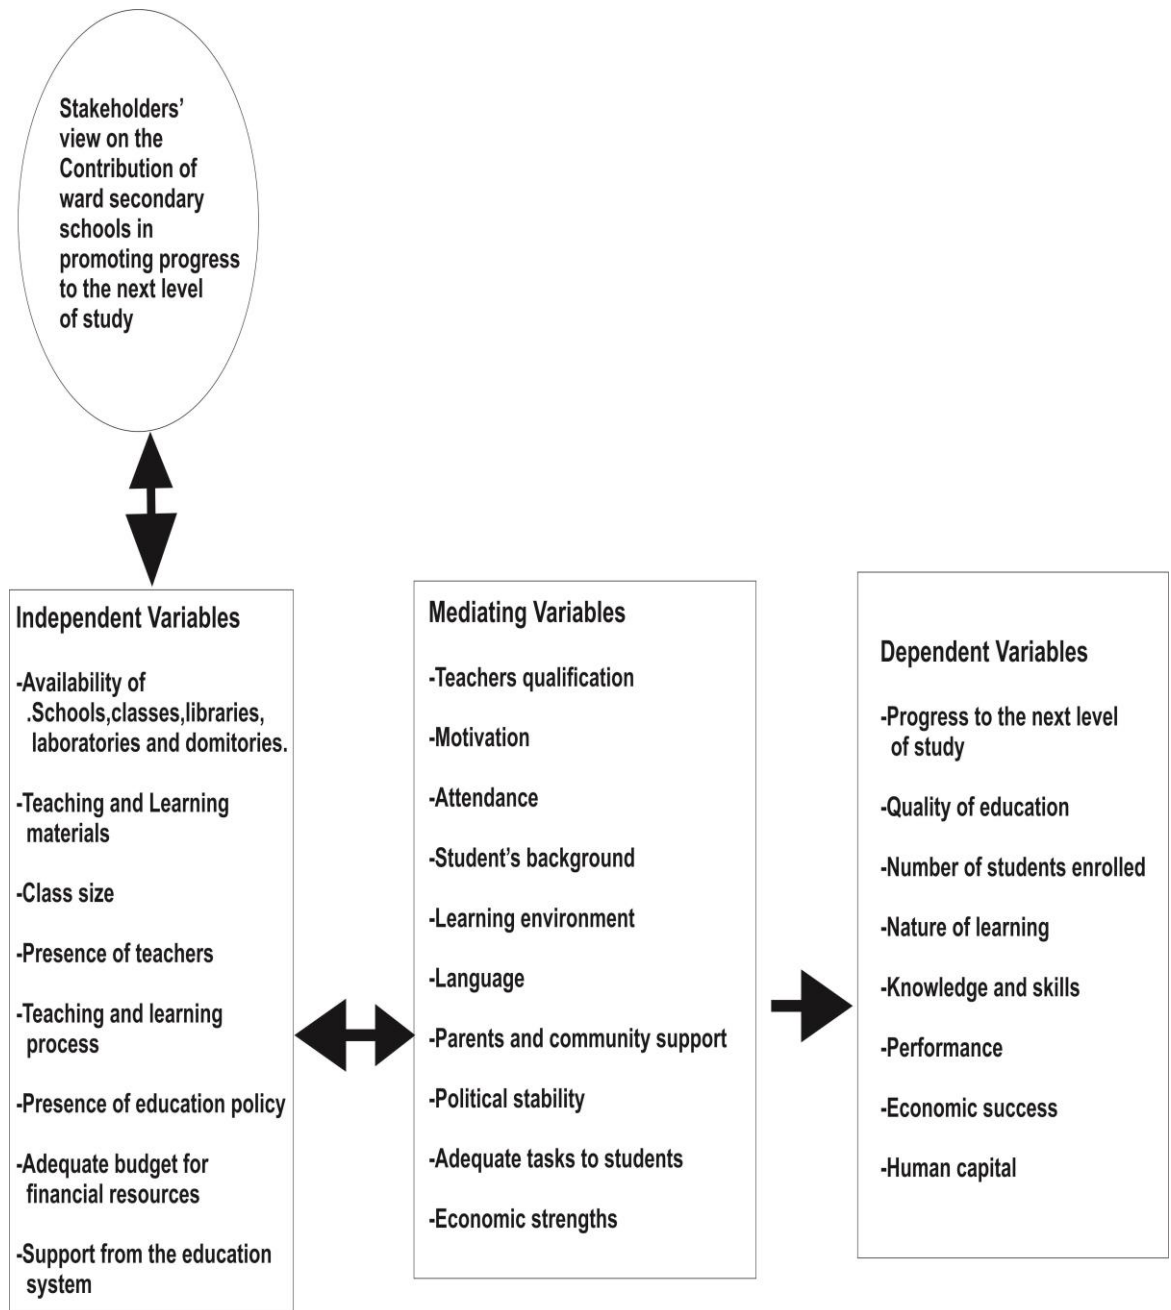 Stakeholders’
view on the
Contribution of
ward secondary
schools in
promoting progress
to the next level
of study
Independent Variables
-Availability of
.Schools,classes,libraries,
laboratories and domitories.
-Teaching and Learning
materials
-Class size
-Presence of teachers
-Teaching and learning
process
-Presence of education policy
-Adequate budget for
financial resources
-Support from the education
system
Mediating Variables
-Teachers qualification
-Motivation
-Attendance
-Student’s background
-Learning environment
-Language
-Parents and community support
-Political stability
-Adequate tasks to students
-Economic strengths
Dependent Variables
-Progress to the next level
of study
-Quality of education
-Number of students enrolled
-Nature of learning
-Knowledge and skills
-Performance
-Economic success
-Human capital